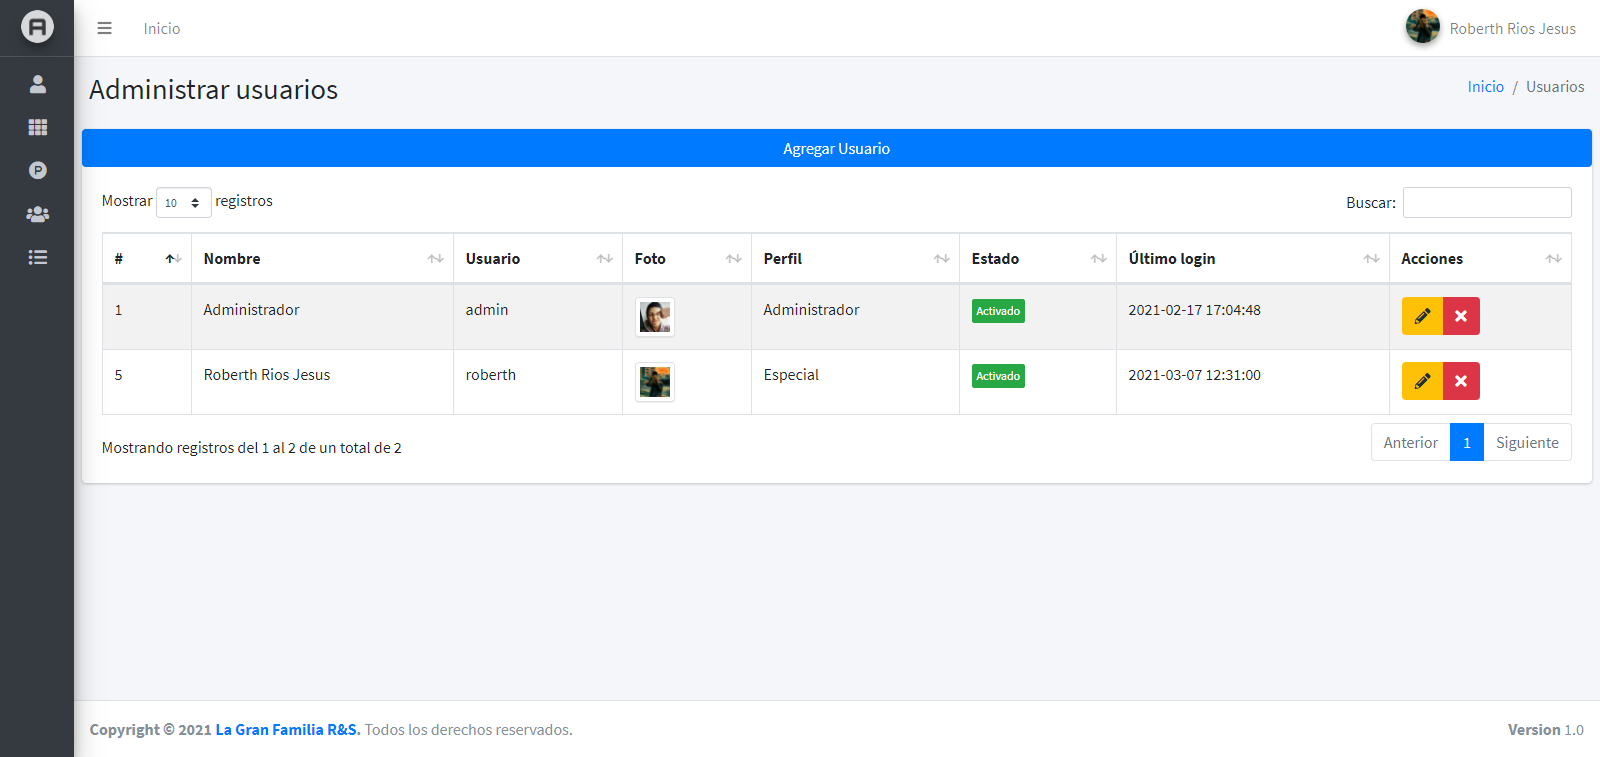 Inicio
Roberth Rios Jesus
Administrar usuarios
Inicio / Usuarios
Agregar Usuario
Mostrar 10 registros
Buscar:
# Nombre Usuario Foto Perfil Estado Último login Acciones
1 Administrador admin Administrador Activado 2021-02-17 17:04:48
5 Roberth Rios Jesus roberth Especial Activado 2021-03-07 12:31:00
Mostrando registros del 1 al 2 de un total de 2
Anterior 1 Siguiente
Copyright © 2021 La Gran Familia R&S. Todos los derechos reservados.
Version 1.0